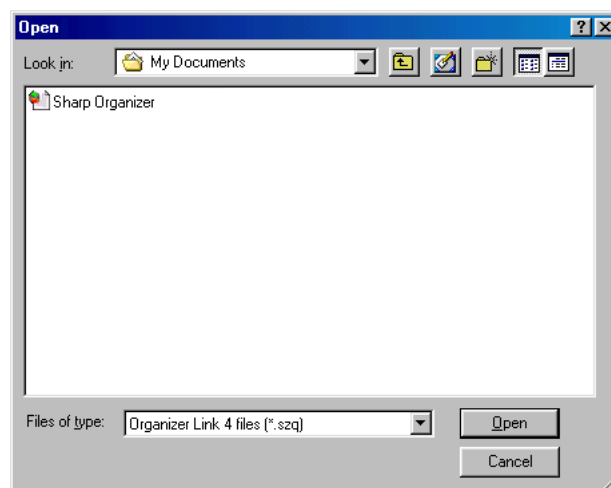 Open
Look in: My Documents
Sharp Organizer
Files of type: Organizer Link 4 files (*.szq) Open
Cancel